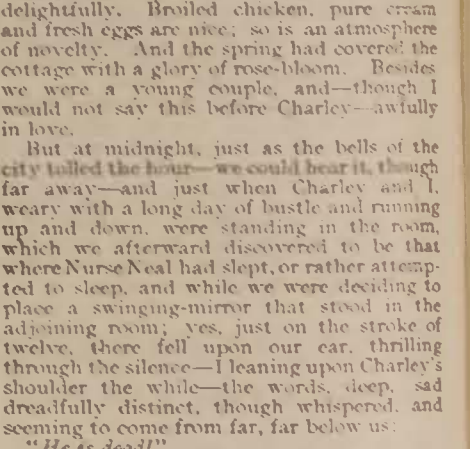 delightfully. Broiled chicken, pure cream
and fresh eggs are nice; so is an atmosphere
of novelty. And the spring had covered the
cottage with a glory of rose-bloom. Besides
we were a young couple, and—though I
would not say this before Charley—awfully
in love.
But at midnight, just as the bells of the
city tolled the hour—we could hear it, though
far away—and just when Charley and I,
weary with a long day of bustle and running
up and down, were standing in the room,
which we afterward discovered to be that
where Nurse Neal had slept, or rather attemp-
ted to sleep, and while we were deciding to
place a swinging-mirror that stood in the
adjoining room; yes, just on the stroke of
twelve, there fell upon our ear, thrilling
through the silence—I leaning upon Charley's
shoulder the while—the words, deep, sad
dreadfully distinct, though whispered, and
seeming to come from far, far below us:
"He is dead!"